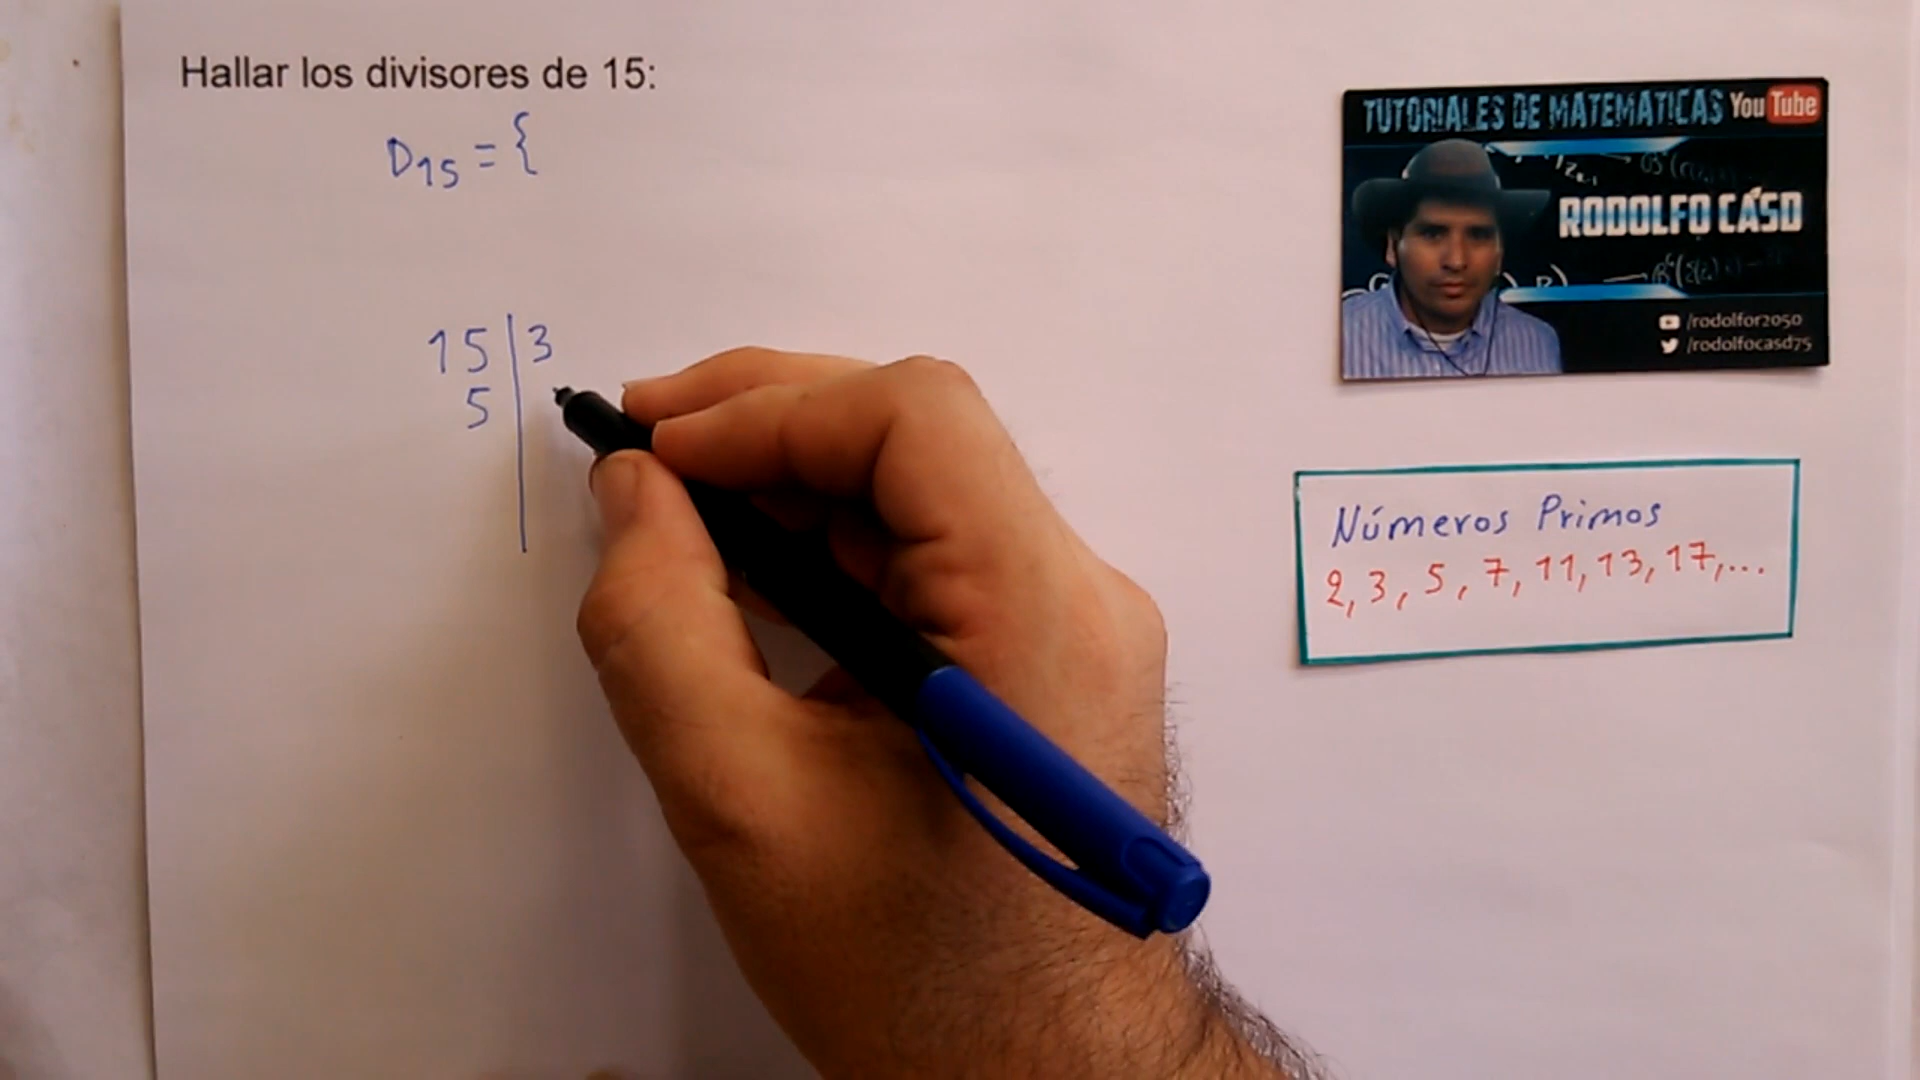 Hallar los divisores de 15:
D15 = {
15 | 3
5
TUTORIALES DE MATEMATICAS YouTube
RODOLFO CASD
/rodolfor2050
/rodolfocasd75
Números Primos
2, 3, 5, 7, 11, 13, 17, ...